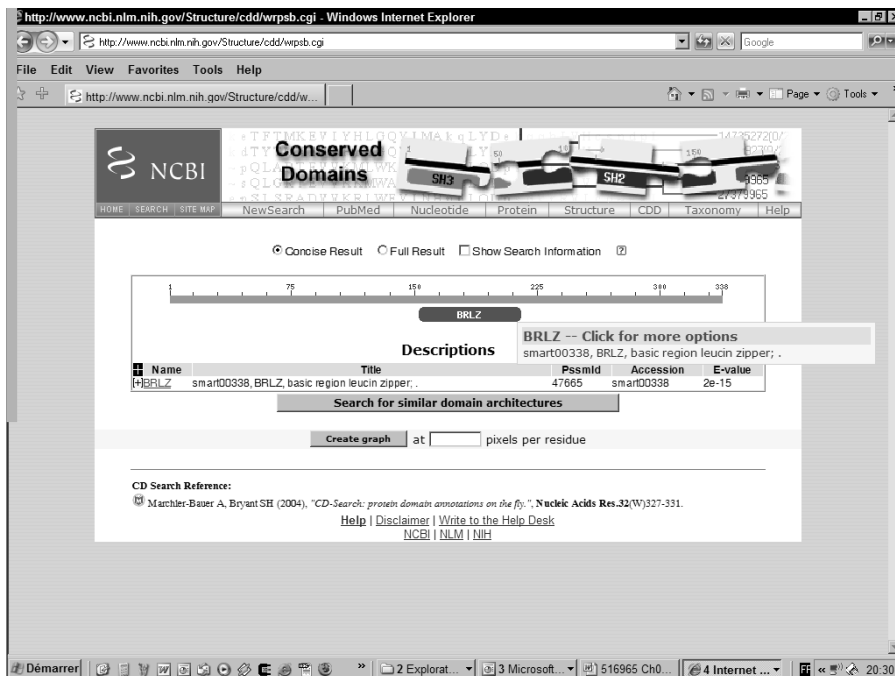 http://www.ncbi.nlm.nih.gov/Structure/cdd/wrpsb.cgi - Windows Internet Explorer
http://www.ncbi.nlm.nih.gov/Structure/cdd/wrpsb.cgi Google
File Edit View Favorites Tools Help
http://www.ncbi.nlm.nih.gov/Structure/cdd/w... Page Tools
NCBI
Conserved
Domains
SH3 SH2
HOME SEARCH SITE MAP NewSearch PubMed Nucleotide Protein Structure CDD Taxonomy Help
Concise Result Full Result Show Search Information ?
1 75 150 225 300 338
BRLZ
BRLZ -- Click for more options
smart00338, BRLZ, basic region leucin zipper; .
Descriptions
Name Title PssmId Accession E-value
[+]BRLZ smart00338, BRLZ, basic region leucin zipper; . 47665 smart00338 2e-15
Search for similar domain architectures
Create graph at pixels per residue
CD Search Reference:
Marchler-Bauer A, Bryant SH (2004), "CD-Search: protein domain annotations on the fly.", Nucleic Acids Res.32(W)327-331.
Help | Disclaimer | Write to the Help Desk
NCBI | NLM | NIH
Démarrer » 2 Explorat... 3 Microsoft... 516965 Ch0... 4 Internet ... FF « 20:30